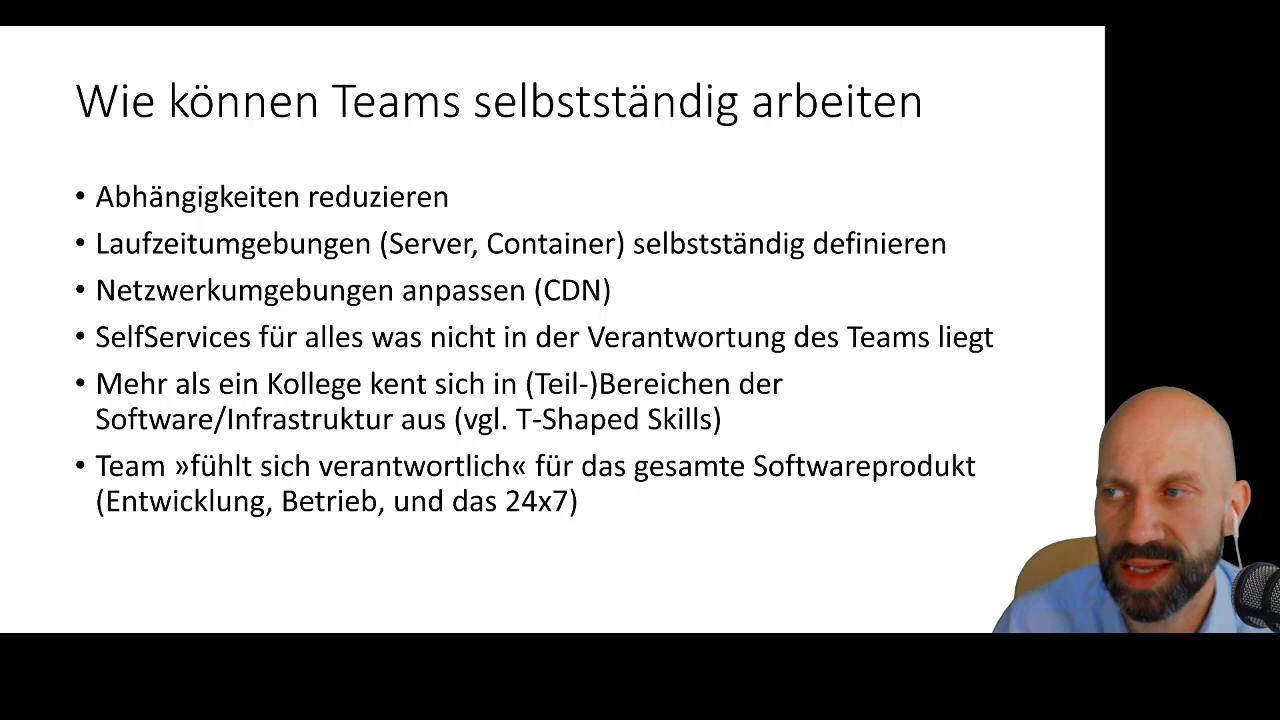 Wie können Teams selbstständig arbeiten
• Abhängigkeiten reduzieren
• Laufzeitumgebungen (Server, Container) selbstständig definieren
• Netzwerkumgebungen anpassen (CDN)
• SelfServices für alles was nicht in der Verantwortung des Teams liegt
• Mehr als ein Kollege kent sich in (Teil-)Bereichen der
Software/Infrastruktur aus (vgl. T-Shaped Skills)
• Team »fühlt sich verantwortlich« für das gesamte Softwareprodukt
(Entwicklung, Betrieb, und das 24x7)